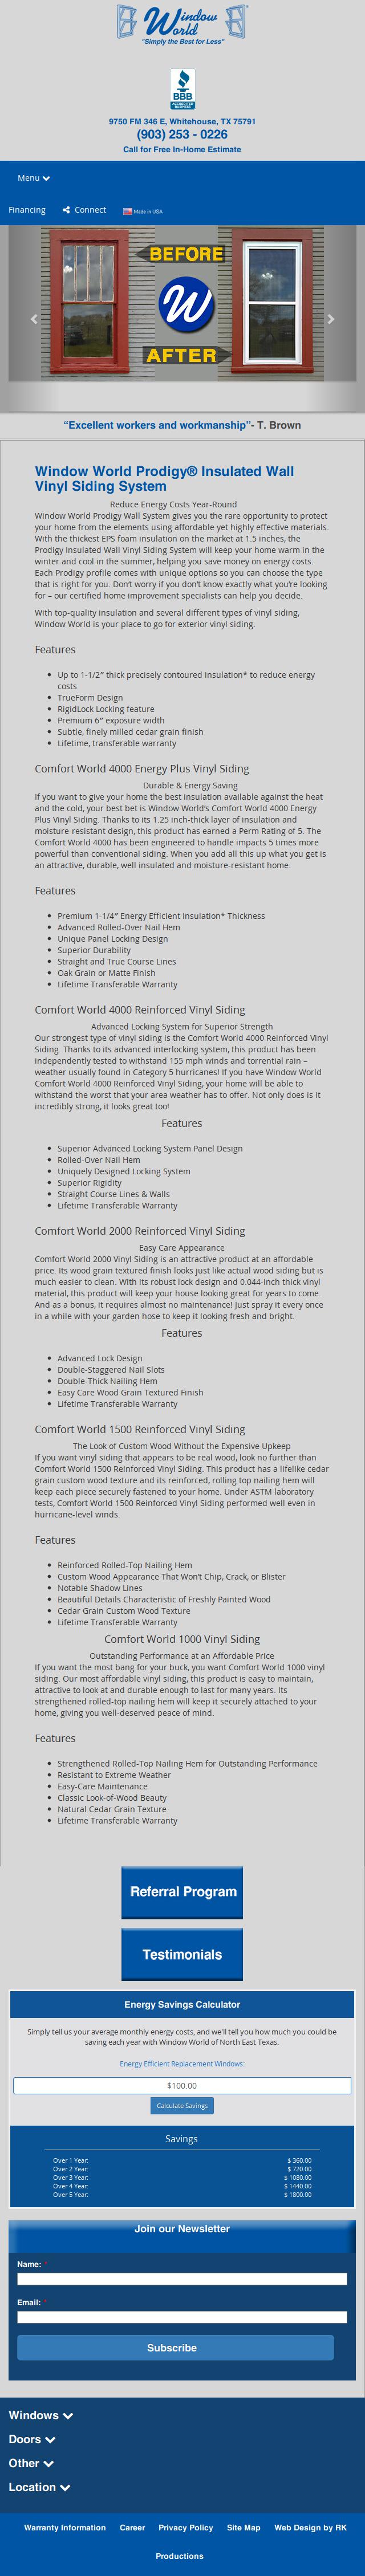 Window World
"Simply the Best for Less"
BBB
ACCREDITED BUSINESS
9750 FM 346 E, Whitehouse, TX 75791
(903) 253 - 0226
Call for Free In-Home Estimate
Menu
Financing
Connect
Made in USA
BEFORE
W
AFTER
“Excellent workers and workmanship”- T. Brown
Window World Prodigy® Insulated Wall
Vinyl Siding System
Reduce Energy Costs Year-Round
Window World Prodigy Wall System gives you the rare opportunity to protect
your home from the elements using affordable yet highly effective materials.
With the thickest EPS foam insulation on the market at 1.5 inches, the
Prodigy Insulated Wall Vinyl Siding System will keep your home warm in the
winter and cool in the summer, helping you save money on energy costs.
Each Prodigy profile comes with unique options so you can choose the type
that is right for you. Don’t worry if you don’t know exactly what you’re looking
for – our certified home improvement specialists can help you decide.
With top-quality insulation and several different types of vinyl siding,
Window World is your place to go for exterior vinyl siding.
Features
Up to 1-1/2″ thick precisely contoured insulation* to reduce energy
costs
TrueForm Design
RigidLock Locking feature
Premium 6″ exposure width
Subtle, finely milled cedar grain finish
Lifetime, transferable warranty
Comfort World 4000 Energy Plus Vinyl Siding
Durable & Energy Saving
If you want to give your home the best insulation available against the heat
and the cold, your best bet is Window World’s Comfort World 4000 Energy
Plus Vinyl Siding. Thanks to its 1.25 inch-thick layer of insulation and
moisture-resistant design, this product has earned a Perm Rating of 5. The
Comfort World 4000 has been engineered to handle impacts 5 times more
powerful than conventional siding. When you add all this up what you get is
an attractive, durable, well insulated and moisture-resistant home.
Features
Premium 1-1/4″ Energy Efficient Insulation* Thickness
Advanced Rolled-Over Nail Hem
Unique Panel Locking Design
Superior Durability
Straight and True Course Lines
Oak Grain or Matte Finish
Lifetime Transferable Warranty
Comfort World 4000 Reinforced Vinyl Siding
Advanced Locking System for Superior Strength
Our strongest type of vinyl siding is the Comfort World 4000 Reinforced Vinyl
Siding. Thanks to its advanced interlocking system, this product has been
independently tested to withstand 155 mph winds and torrential rain –
weather usually found in Category 5 hurricanes! If you have Window World
Comfort World 4000 Reinforced Vinyl Siding, your home will be able to
withstand the worst that your area weather has to offer. Not only does is it
incredibly strong, it looks great too!
Features
Superior Advanced Locking System Panel Design
Rolled-Over Nail Hem
Uniquely Designed Locking System
Superior Rigidity
Straight Course Lines & Walls
Lifetime Transferable Warranty
Comfort World 2000 Reinforced Vinyl Siding
Easy Care Appearance
Comfort World 2000 Vinyl Siding is an attractive product at an affordable
price. Its wood grain textured finish looks just like actual wood siding but is
much easier to clean. With its robust lock design and 0.044-inch thick vinyl
material, this product will keep your house looking great for years to come.
And as a bonus, it requires almost no maintenance! Just spray it every once
in a while with your garden hose to keep it looking fresh and bright.
Features
Advanced Lock Design
Double-Staggered Nail Slots
Double-Thick Nailing Hem
Easy Care Wood Grain Textured Finish
Lifetime Transferable Warranty
Comfort World 1500 Reinforced Vinyl Siding
The Look of Custom Wood Without the Expensive Upkeep
If you want vinyl siding that appears to be real wood, look no further than
Comfort World 1500 Reinforced Vinyl Siding. This product has a lifelike cedar
grain custom wood texture and its reinforced, rolling top nailing hem will
keep each piece securely fastened to your home. Under ASTM laboratory
tests, Comfort World 1500 Reinforced Vinyl Siding performed well even in
hurricane-level winds.
Features
Reinforced Rolled-Top Nailing Hem
Custom Wood Appearance That Won’t Chip, Crack, or Blister
Notable Shadow Lines
Beautiful Details Characteristic of Freshly Painted Wood
Cedar Grain Custom Wood Texture
Lifetime Transferable Warranty
Comfort World 1000 Vinyl Siding
Outstanding Performance at an Affordable Price
If you want the most bang for your buck, you want Comfort World 1000 vinyl
siding. Our most affordable vinyl siding, this product is easy to maintain,
attractive to look at and durable enough to last for many years. Its
strengthened rolled-top nailing hem will keep it securely attached to your
home, giving you well-deserved peace of mind.
Features
Strengthened Rolled-Top Nailing Hem for Outstanding Performance
Resistant to Extreme Weather
Easy-Care Maintenance
Classic Look-of-Wood Beauty
Natural Cedar Grain Texture
Lifetime Transferable Warranty
Referral Program
Testimonials
Energy Savings Calculator
Simply tell us your average monthly energy costs, and we'll tell you how much you could be
saving each year with Window World of North East Texas.
Energy Efficient Replacement Windows:
$100.00
Calculate Savings
Savings
Over 1 Year: $ 360.00
Over 2 Year: $ 720.00
Over 3 Year: $ 1080.00
Over 4 Year: $ 1440.00
Over 5 Year: $ 1800.00
Join our Newsletter
Name: *
Email: *
Subscribe
Windows
Doors
Other
Location
Warranty Information Career Privacy Policy Site Map Web Design by RK
Productions